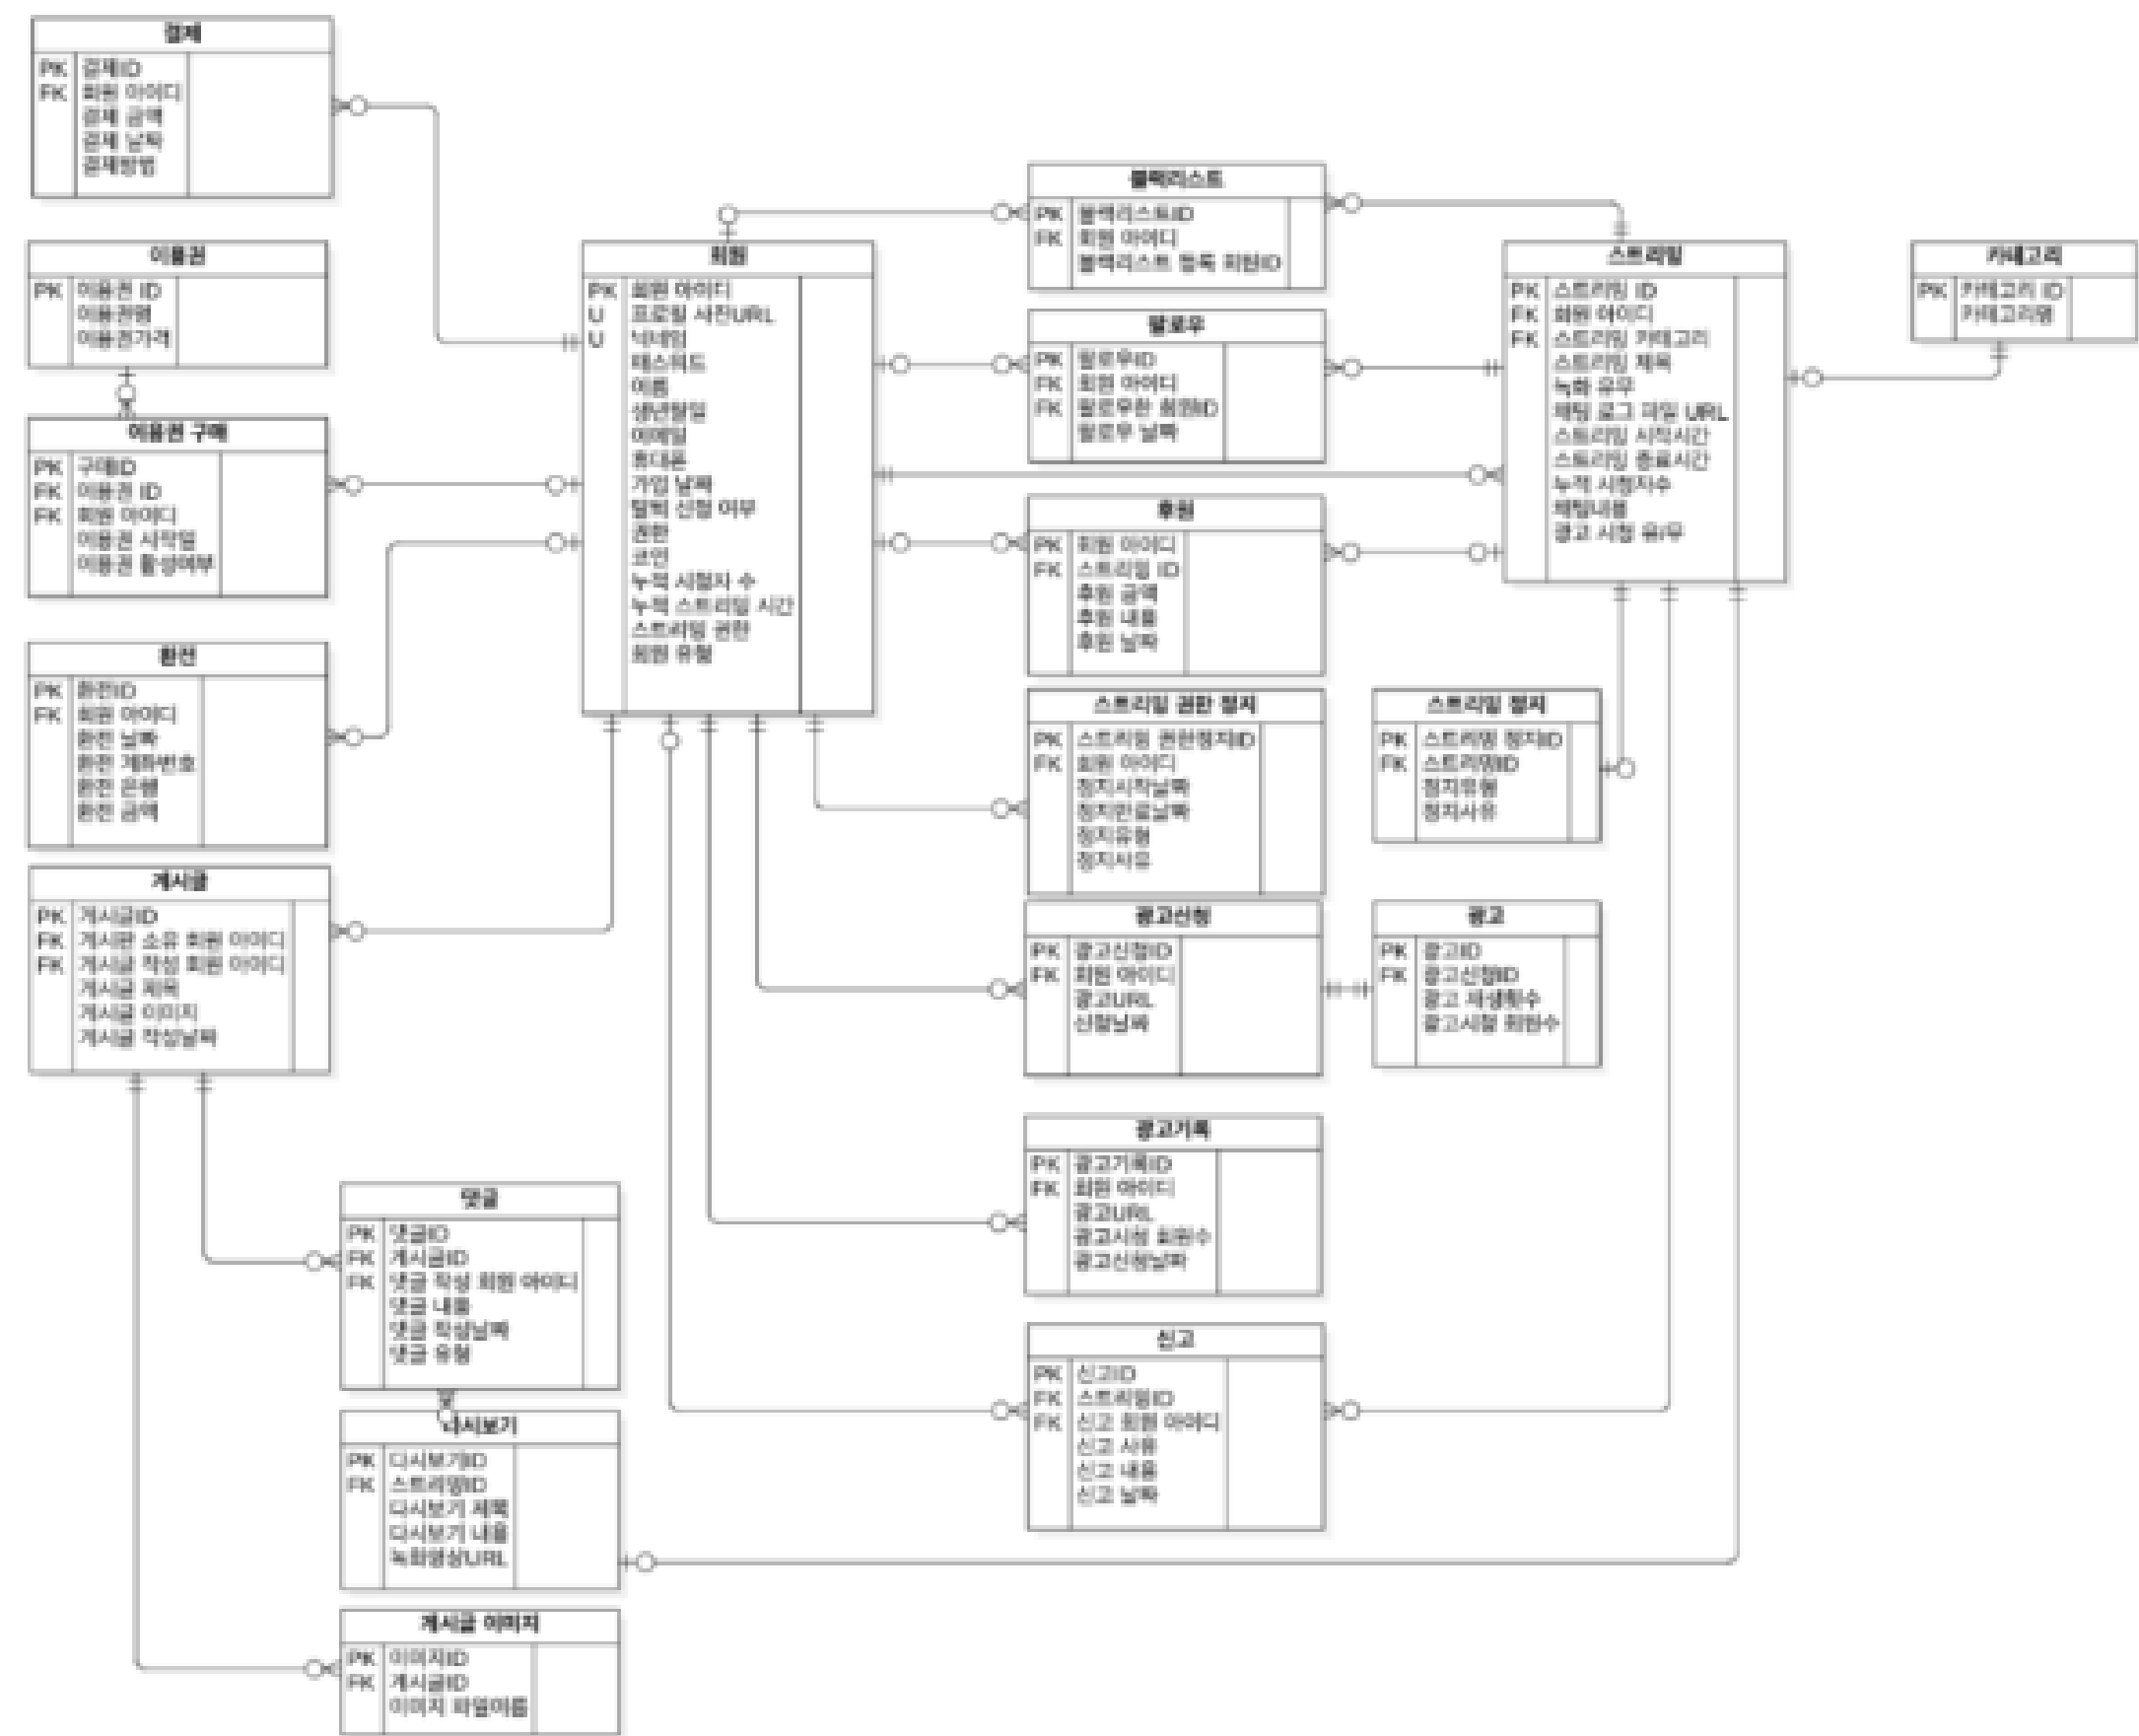 결제
PK 결제ID
FK 회원 아이디
결제 금액
결제 날짜
결제방법
이용권
PK 이용권 ID
이용권명
이용권가격
이용권 구매
PK 구매ID
FK 이용권 ID
FK 회원 아이디
이용권 시작일
이용권 활성여부
환전
PK 환전ID
FK 회원 아이디
환전 날짜
환전 계좌번호
환전 은행
환전 금액
게시글
PK 게시글ID
FK 게시판 소유 회원 아이디
FK 게시글 작성 회원 아이디
게시글 제목
게시글 이미지
게시글 작성날짜
댓글
PK 댓글ID
FK 게시글ID
FK 댓글 작성 회원 아이디
댓글 내용
댓글 작성날짜
댓글 유형
다시보기
PK 다시보기ID
FK 스트리밍ID
다시보기 제목
다시보기 내용
녹화영상URL
게시글 이미지
PK 이미지ID
FK 게시글ID
이미지 파일이름
회원
PK 회원 아이디
U 프로필 사진URL
U 닉네임
패스워드
이름
생년월일
이메일
휴대폰
가입 날짜
탈퇴 신청 여부
권한
코인
누적 시청자 수
누적 스트리밍 시간
스트리밍 권한
회원 유형
블랙리스트
PK 블랙리스트ID
FK 회원 아이디
블랙리스트 등록 회원ID
팔로우
PK 팔로우ID
FK 회원 아이디
FK 팔로우한 회원ID
팔로우 날짜
후원
PK 회원 아이디
FK 스트리밍 ID
후원 금액
후원 내용
후원 날짜
스트리밍 권한 정지
PK 스트리밍 권한정지ID
FK 회원 아이디
정지시작날짜
정지만료날짜
정지유형
정지사유
광고신청
PK 광고신청ID
FK 회원 아이디
광고URL
신청날짜
광고기록
PK 광고기록ID
FK 회원 아이디
광고URL
광고시청 회원수
광고신청날짜
신고
PK 신고ID
FK 스트리밍ID
FK 신고 회원 아이디
신고 사용
신고 내용
신고 날짜
스트리밍
PK 스트리밍 ID
FK 회원 아이디
FK 스트리밍 카테고리
스트리밍 제목
녹화 유무
채팅 로그 파일 URL
스트리밍 시작시간
스트리밍 종료시간
누적 시청자수
채팅내용
광고 시청 유/무
카테고리
PK 카테고리 ID
카테고리명
스트리밍 정지
PK 스트리밍 정지ID
FK 스트리밍ID
정지유형
정지사유
광고
PK 광고ID
FK 광고신청ID
광고 재생횟수
광고시청 회원수